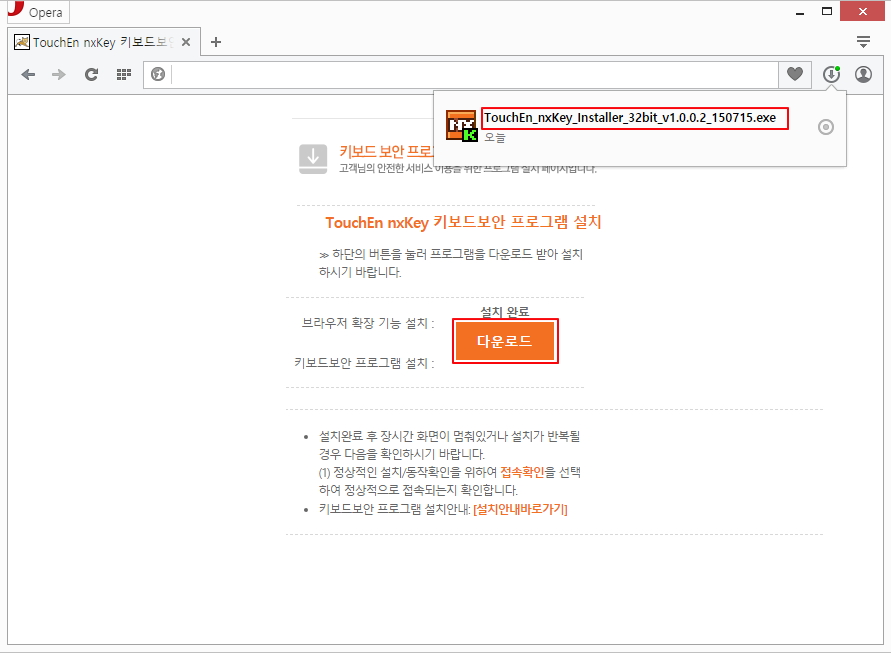 Opera
TouchEn nxKey 키보드보안
TouchEn_nxKey_Installer_32bit_v1.0.0.2_150715.exe
오늘
키보드 보안 프로그
고객님의 안전한 서비스 이용을 위한 프로그램 설치 페이지입니다.
TouchEn nxKey 키보드보안 프로그램 설치
≫ 하단의 버튼을 눌러 프로그램을 다운로드 받아 설치
하시기 바랍니다.
브라우저 확장 기능 설치 :
설치 완료
키보드보안 프로그램 설치 :
다운로드
• 설치완료 후 장시간 화면이 멈춰있거나 설치가 반복될
경우 다음을 확인하시기 바랍니다.
(1) 정상적인 설치/동작확인을 위하여 접속확인을 선택
하여 정상적으로 접속되는지 확인합니다.
• 키보드보안 프로그램 설치안내: [설치안내바로가기]